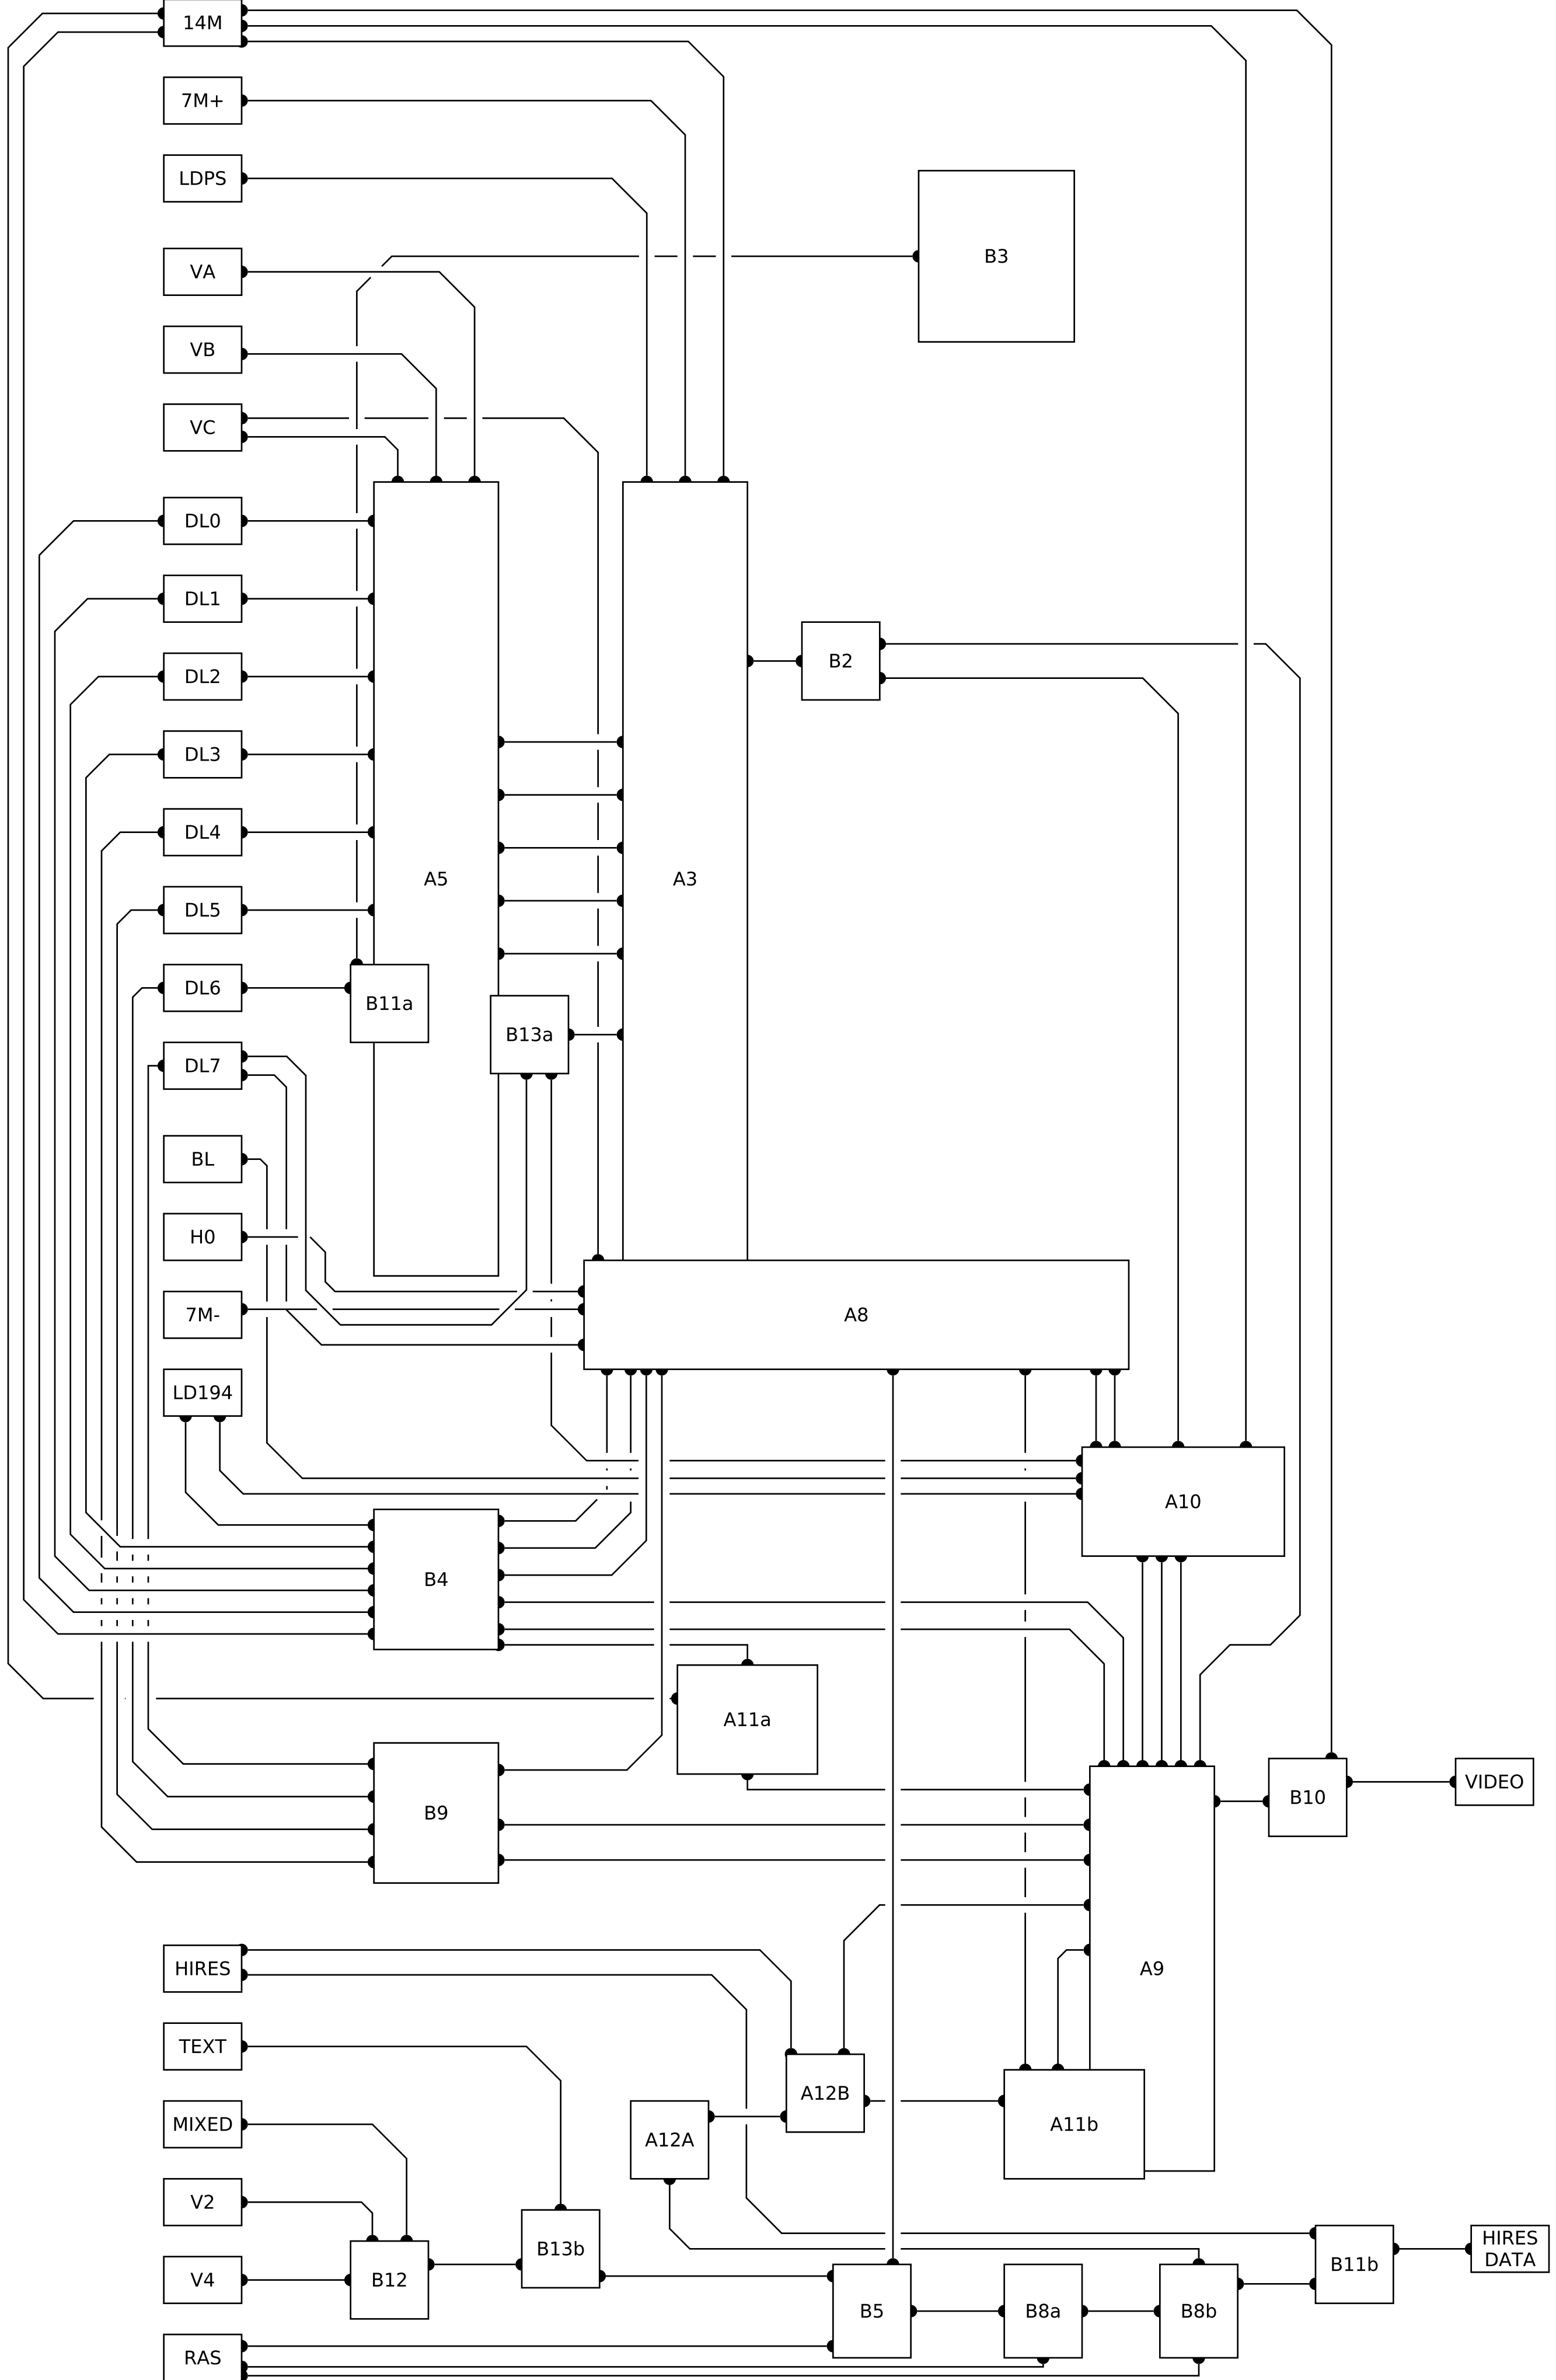 14M
7M+
LDPS
B3
VA
VB
VC
DL0
DL1
B2
DL2
DL3
DL4
A5
A3
DL5
DL6
B11a
B13a
DL7
BL
H0
7M-
A8
LD194
A10
B4
A11a
VIDEO
B10
B9
HIRES
A9
TEXT
A12B
MIXED
A11b
A12A
V2
HIRES
DATA
B13b
B11b
V4
B12
B5
B8a
B8b
RAS